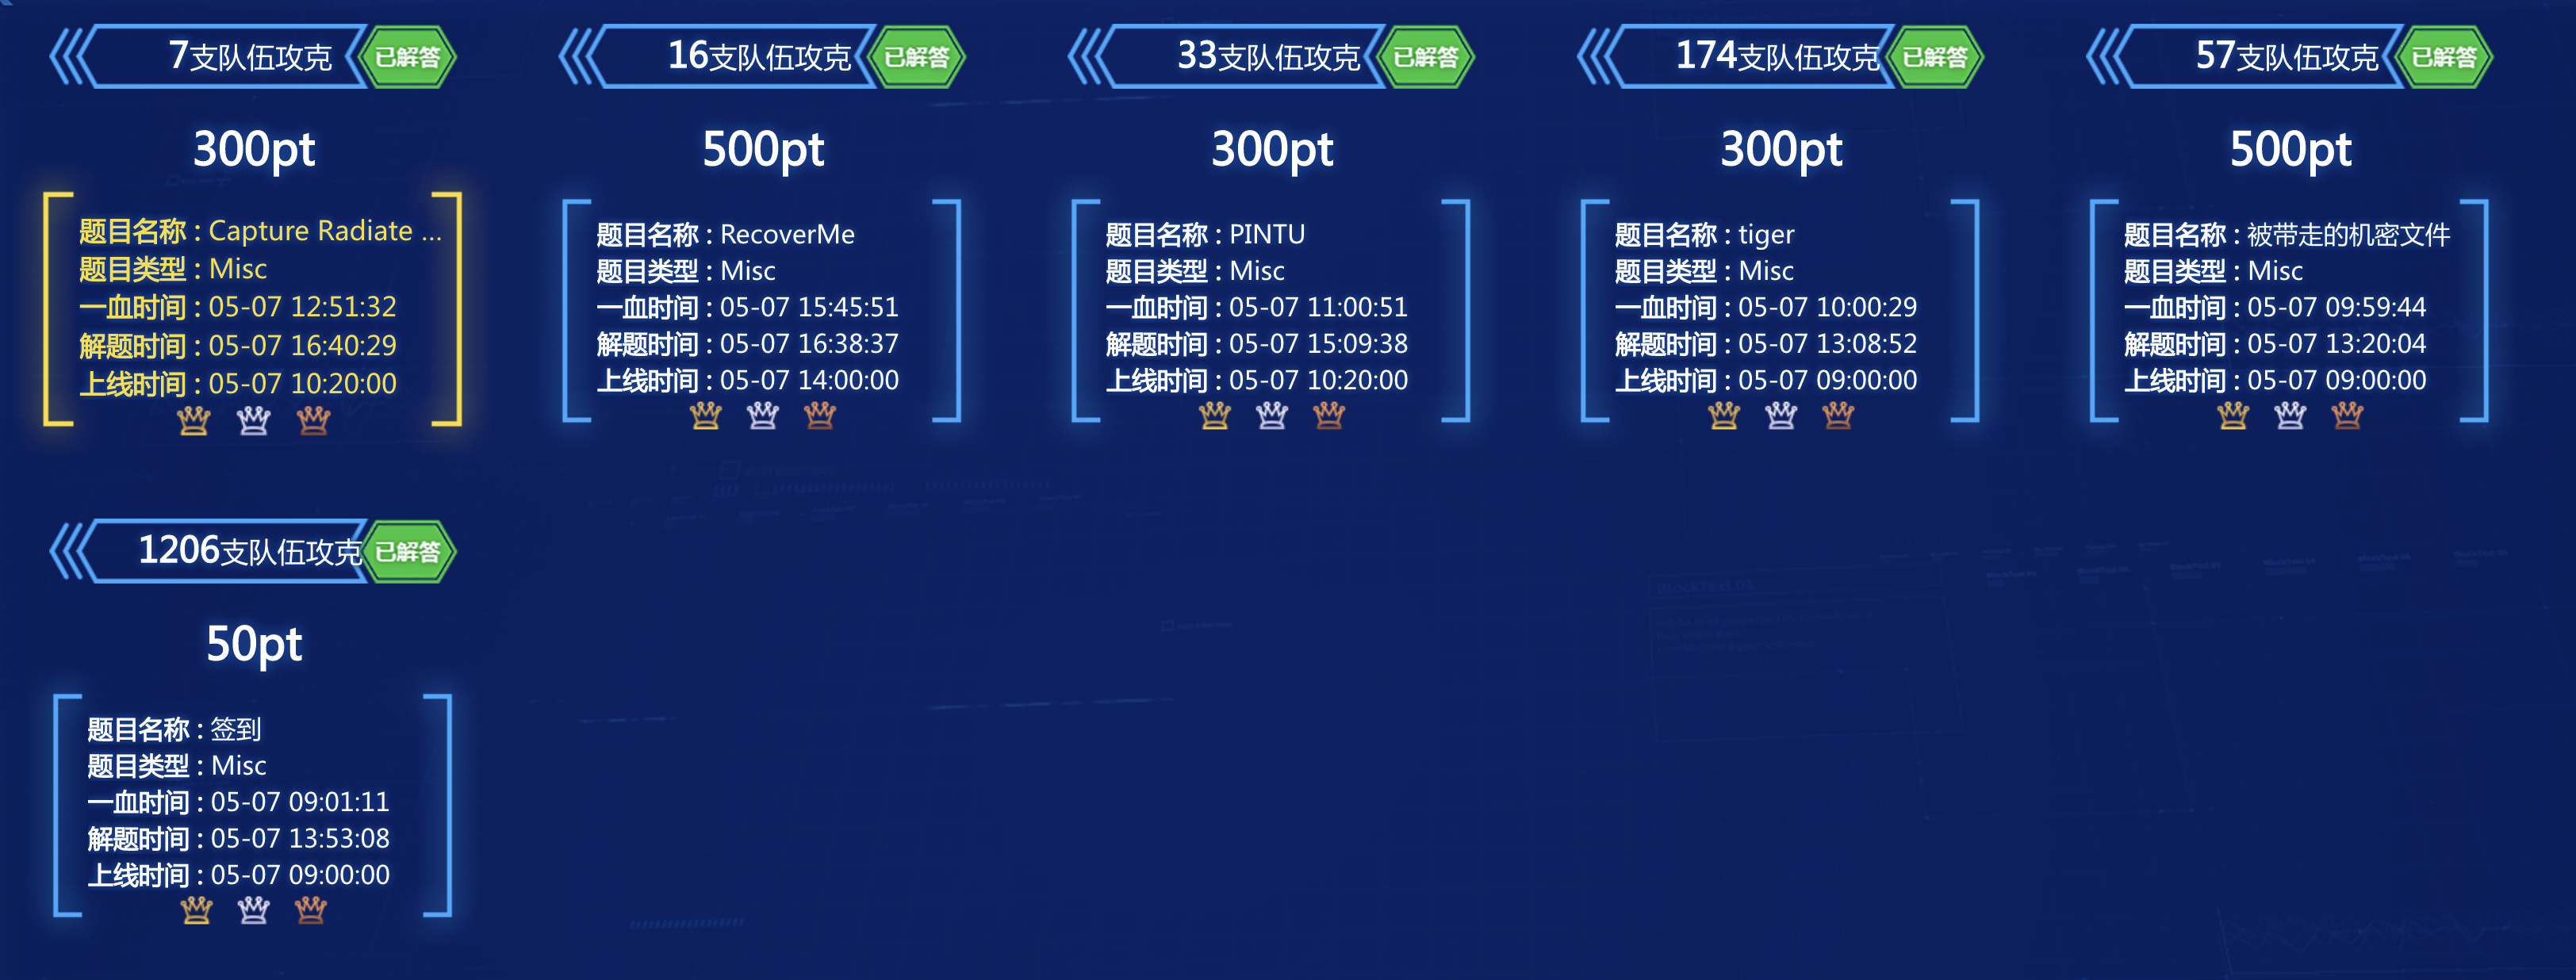 7支队伍攻克
已解答
300pt
题目名称 : Capture Radiate ...
题目类型 : Misc
一血时间 : 05-07 12:51:32
解题时间 : 05-07 16:40:29
上线时间 : 05-07 10:20:00
16支队伍攻克
已解答
500pt
题目名称 : RecoverMe
题目类型 : Misc
一血时间 : 05-07 15:45:51
解题时间 : 05-07 16:38:37
上线时间 : 05-07 14:00:00
33支队伍攻克
已解答
300pt
题目名称 : PINTU
题目类型 : Misc
一血时间 : 05-07 11:00:51
解题时间 : 05-07 15:09:38
上线时间 : 05-07 10:20:00
174支队伍攻克
已解答
300pt
题目名称 : tiger
题目类型 : Misc
一血时间 : 05-07 10:00:29
解题时间 : 05-07 13:08:52
上线时间 : 05-07 09:00:00
57支队伍攻克
已解答
500pt
题目名称 : 被带走的机密文件
题目类型 : Misc
一血时间 : 05-07 09:59:44
解题时间 : 05-07 13:20:04
上线时间 : 05-07 09:00:00
1206支队伍攻克
已解答
50pt
题目名称 : 签到
题目类型 : Misc
一血时间 : 05-07 09:01:11
解题时间 : 05-07 13:53:08
上线时间 : 05-07 09:00:00